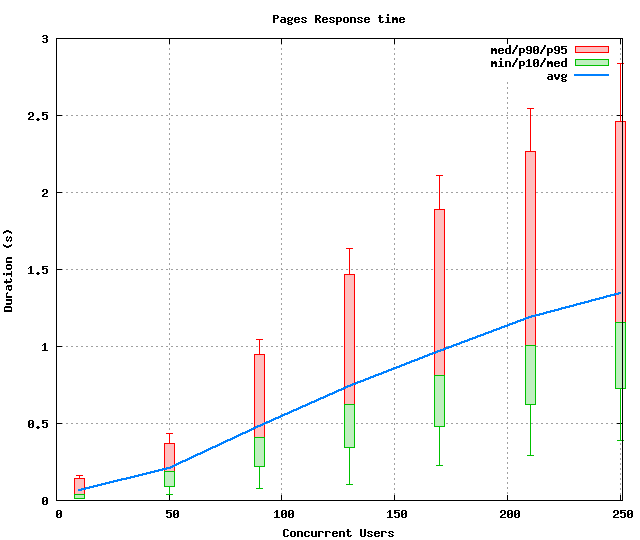 Pages Response time
med/p90/p95
min/p10/med
avg
3
2.5
2
1.5
1
0.5
0
Duration (s)
0 50 100 150 200 250
Concurrent Users